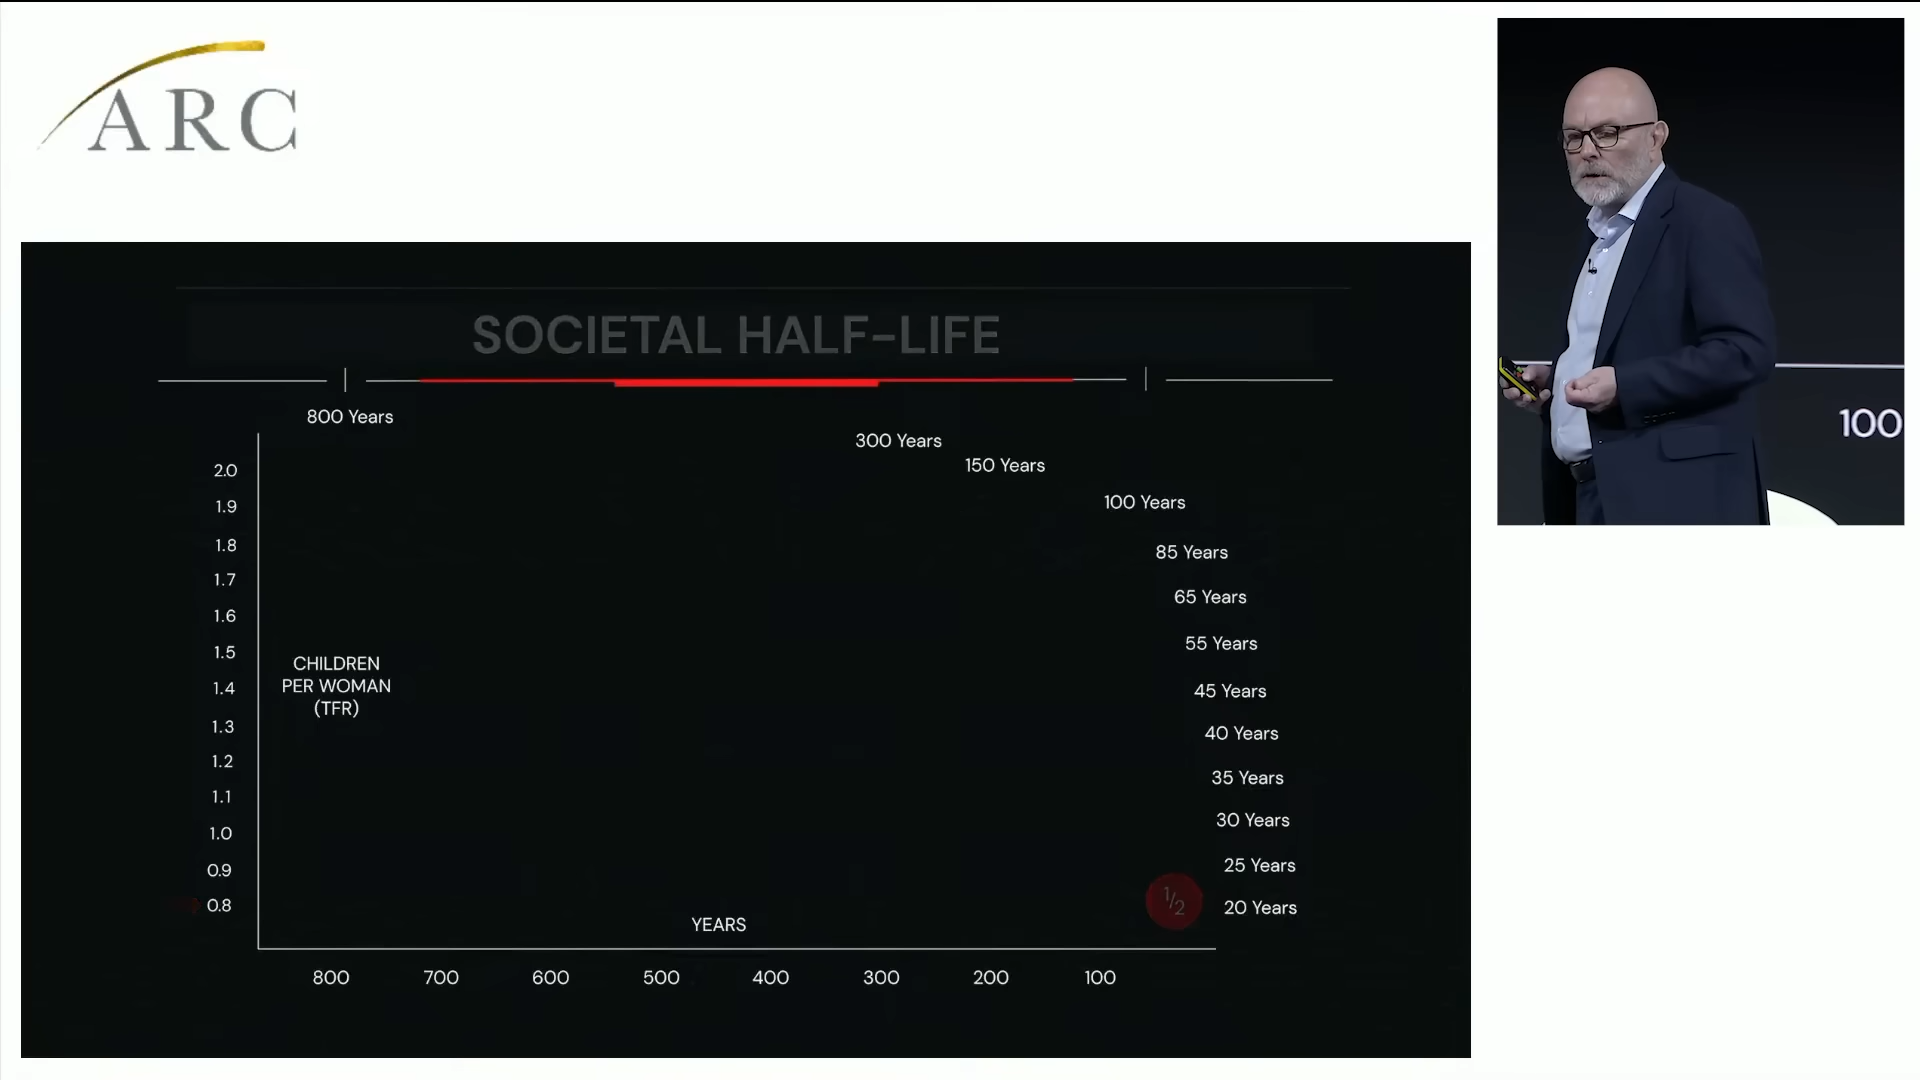 ARC
SOCIETAL HALF-LIFE
800 Years
300 Years
150 Years
100 Years
85 Years
65 Years
55 Years
45 Years
40 Years
35 Years
30 Years
25 Years
20 Years
2.0
1.9
1.8
1.7
1.6
1.5
1.4
1.3
1.2
1.1
1.0
0.9
0.8
CHILDREN
PER WOMAN
(TFR)
1/2
YEARS
800 700 600 500 400 300 200 100
100